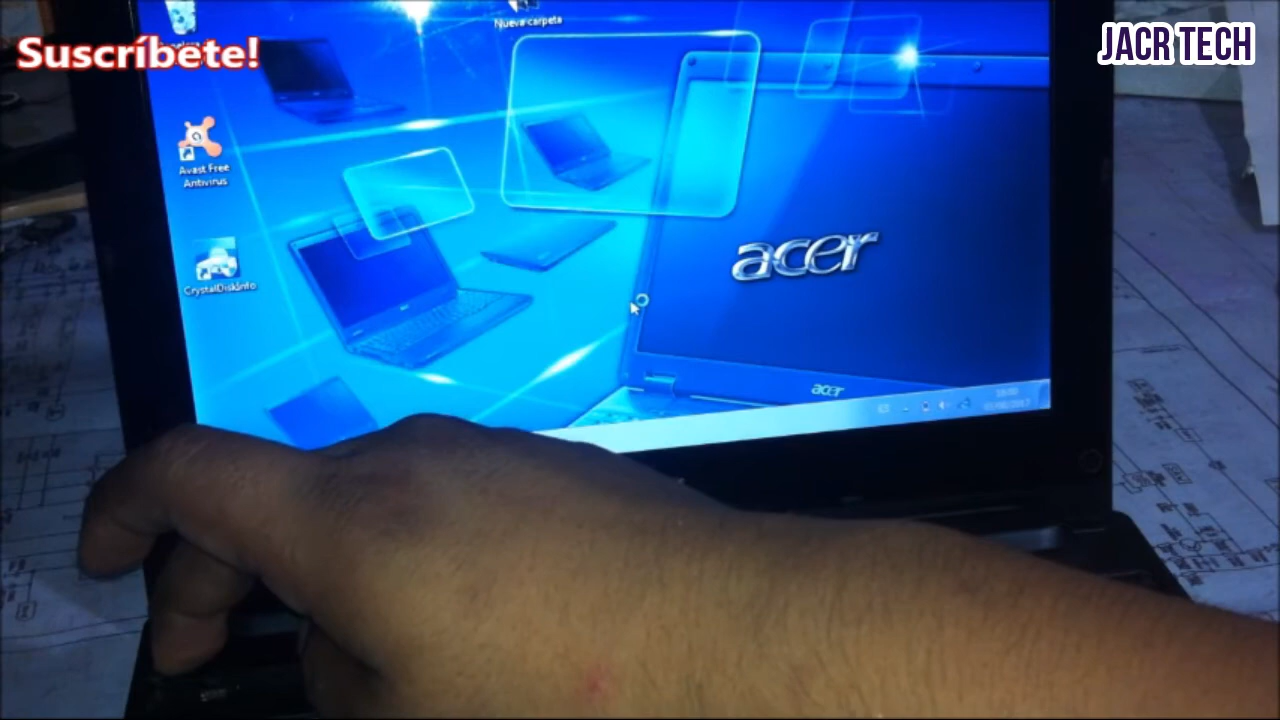 Suscríbete!
JACR TECH
Nueva carpeta
Avast Free
Antivirus
CrystalDiskInfo
acer
acer